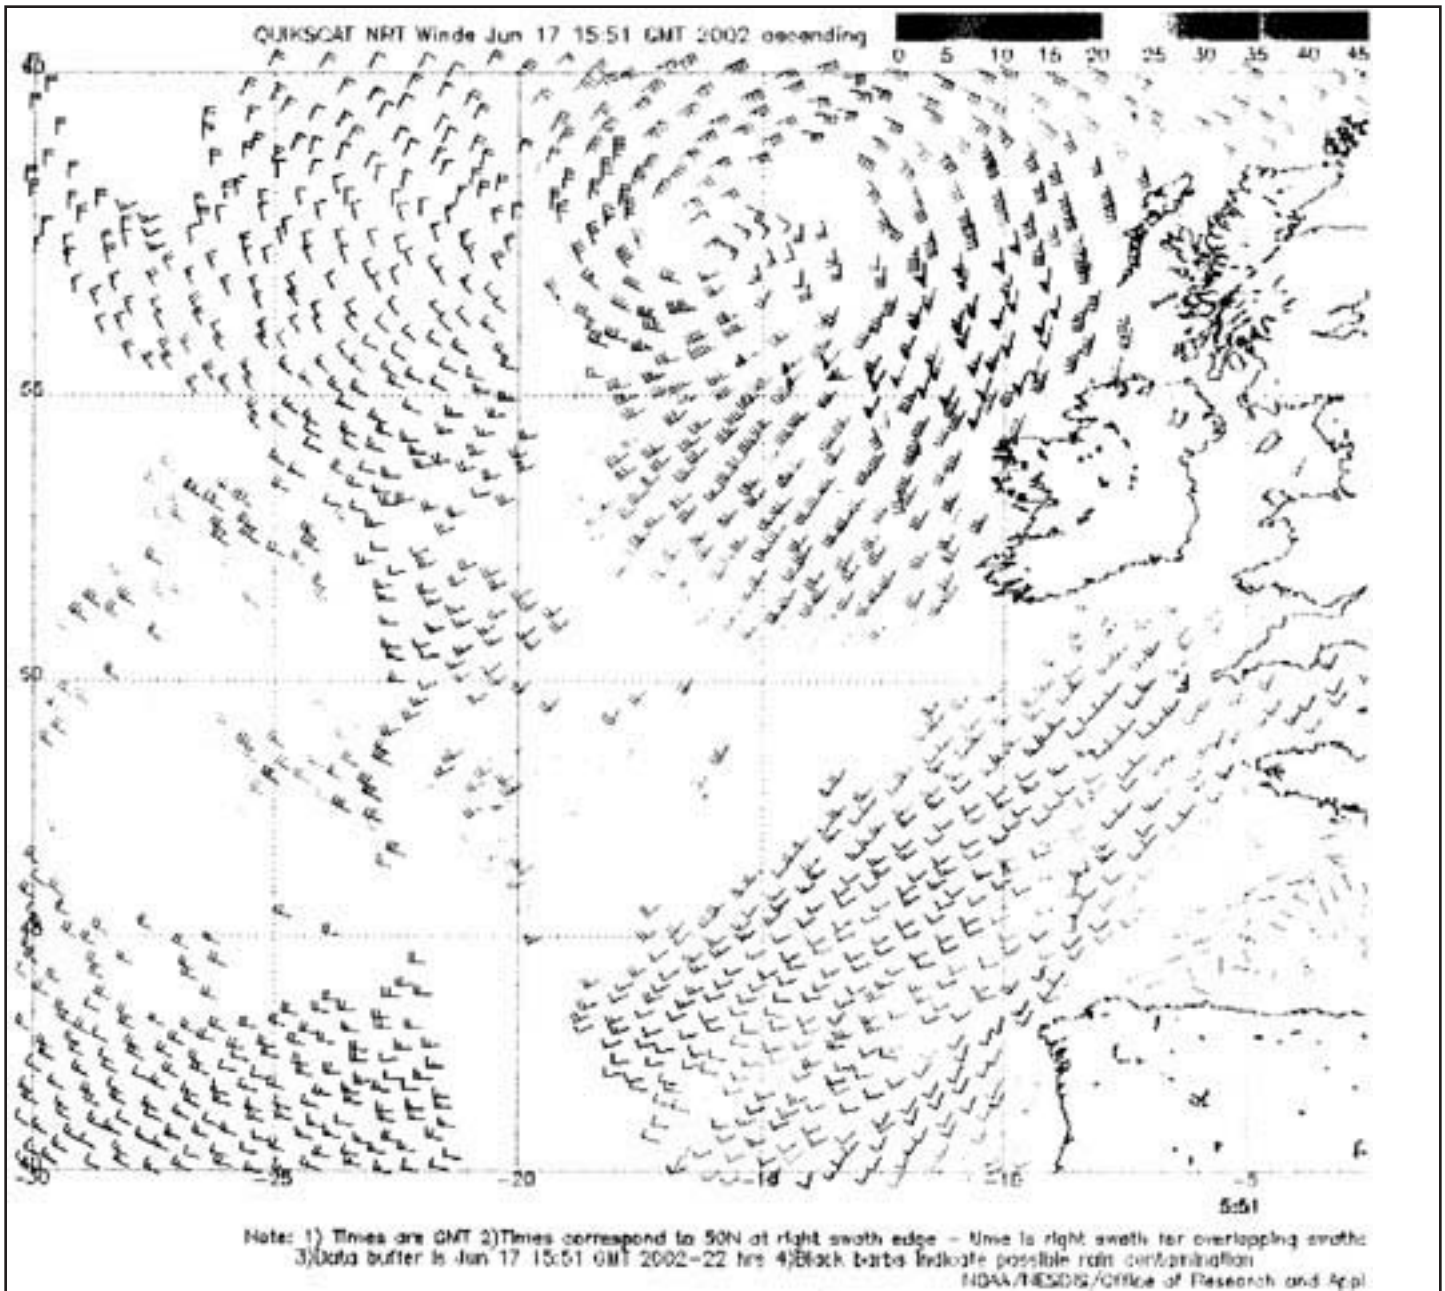 QUIKSCAT NRT Winds Jun 17 15:51 GMT 2002 ascending
0 5 10 15 20 25 30 35 40 45
55
50
-30 -25 -20 -10 -5
5:51
Note: 1) Times are GMT 2)Times correspond to 50N at right swath edge - time is right swath for overlapping swaths
3)Data buffer is Jun 17 15:51 GMT 2002-22 hrs 4)Black barbs indicate possible rain contamination
NOAA/NESDIS/Office of Research and Appl